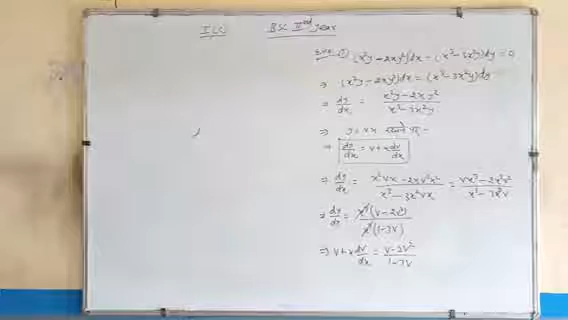 BSC IInd year
(x²y - 2xy²)dx - (x³ - 3x²y)dy = 0
⇒ (x²y - 2xy²)dx = (x³ - 3x²y)dy
⇒ dy/dx = x²y - 2xy² / x³ - 3x²y
⇒ y = vx रखने पर -
⇒ dy/dx = v + x dv/dx
⇒ dy/dx = x²vx - 2xv²x² / x³ - 3x²vx = vx³ - 2x³v² / x³ - 3x³v
⇒ dy/dx = x³(v - 2v²) / x³(1 - 3v)
⇒ v + x dv/dx = v - 2v² / 1 - 3v